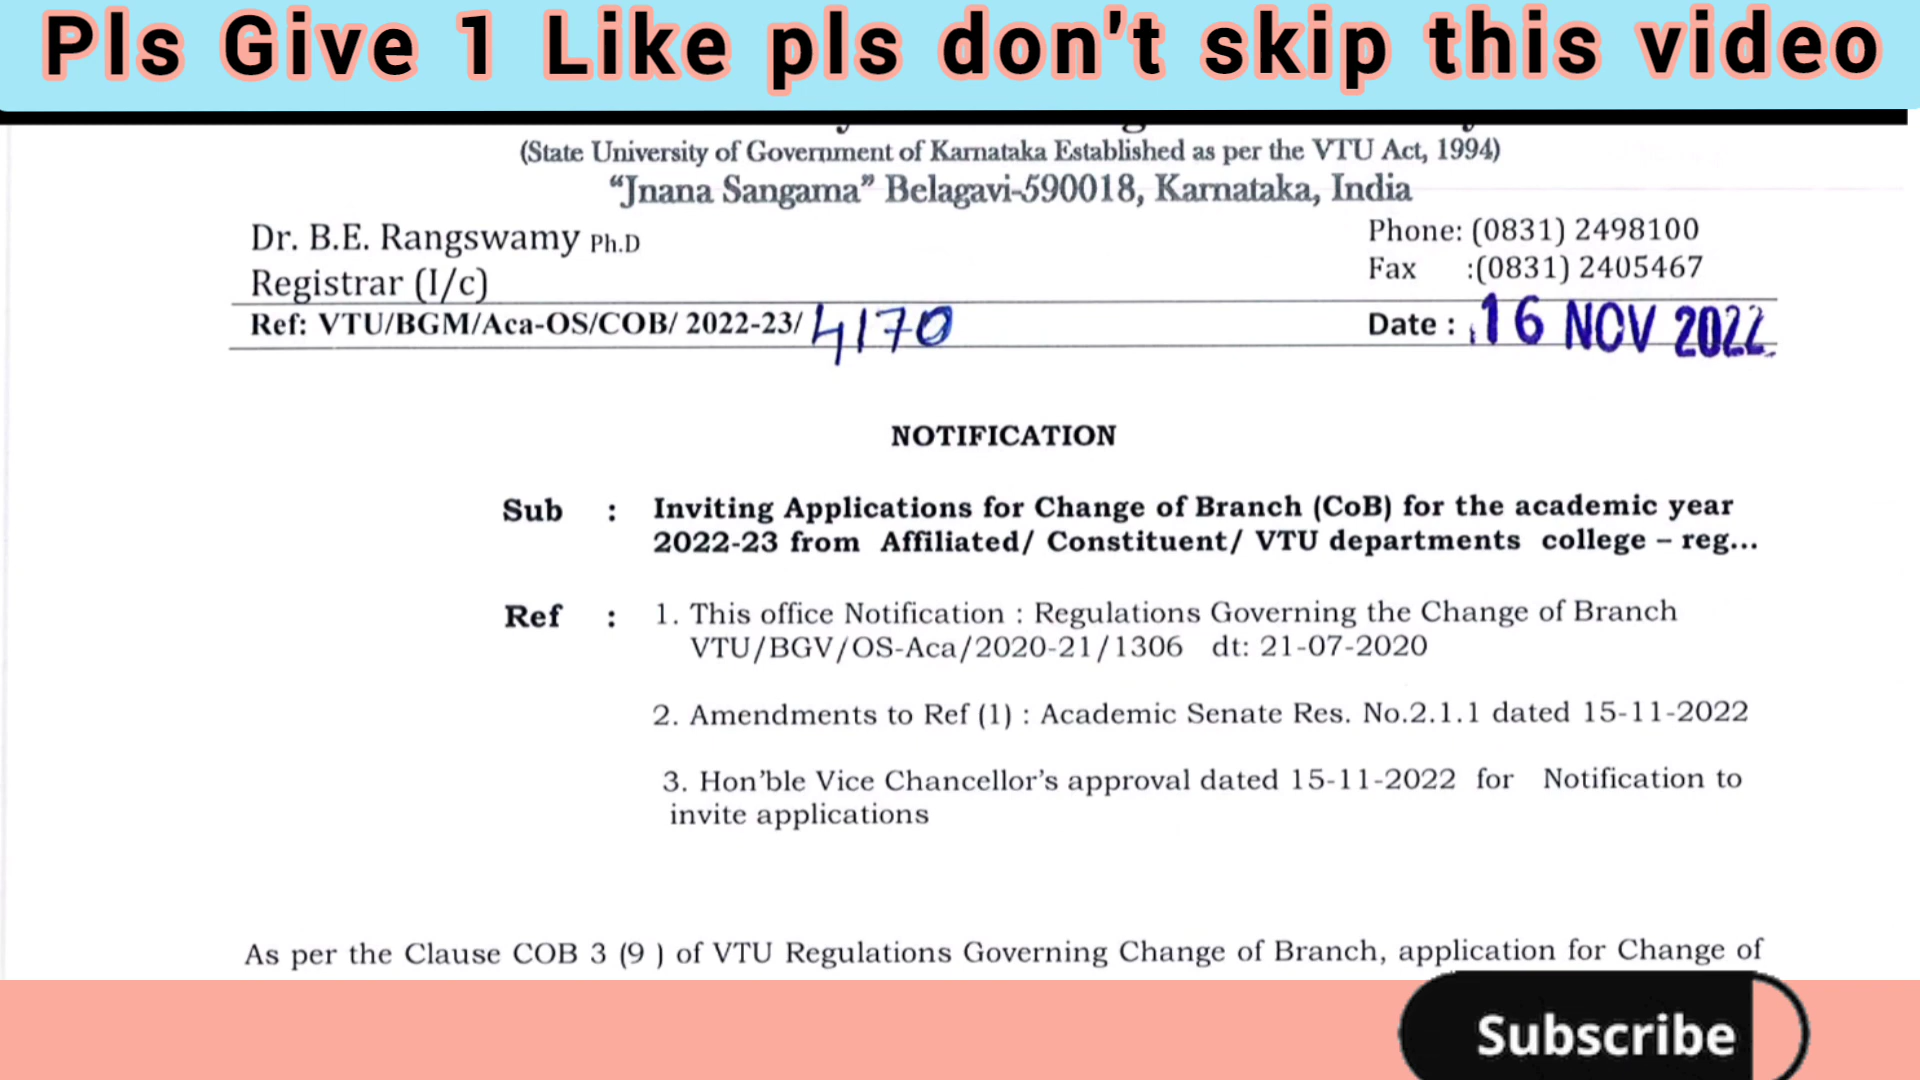 Pls Give 1 Like pls don't skip this video
(State University of Government of Karnataka Established as per the VTU Act, 1994)
“Jnana Sangama” Belagavi-590018, Karnataka, India
Dr. B.E. Rangswamy Ph.D
Phone: (0831) 2498100
Registrar (I/c)
Fax :(0831) 2405467
Ref: VTU/BGM/Aca-OS/COB/ 2022-23/ 4170
Date : 16 NOV 2022
NOTIFICATION
Sub : Inviting Applications for Change of Branch (CoB) for the academic year
2022-23 from Affiliated/ Constituent/ VTU departments college – reg...
Ref : 1. This office Notification : Regulations Governing the Change of Branch
VTU/BGV/OS-Aca/2020-21/1306 dt: 21-07-2020
2. Amendments to Ref (1) : Academic Senate Res. No.2.1.1 dated 15-11-2022
3. Hon’ble Vice Chancellor’s approval dated 15-11-2022 for Notification to
invite applications
As per the Clause COB 3 (9 ) of VTU Regulations Governing Change of Branch, application for Change of
Subscribe